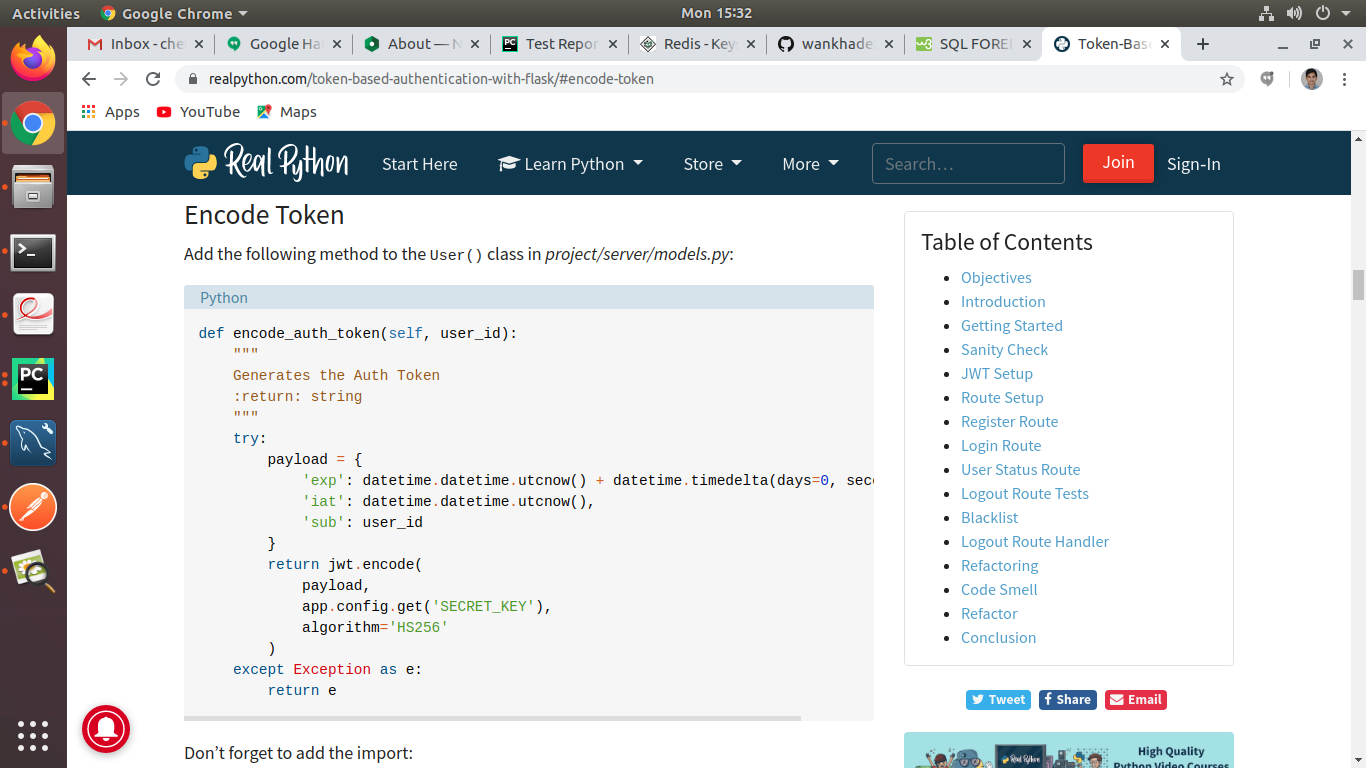 Activities Google Chrome Mon 15:32
Inbox - che Google Ha About — N Test Repor Redis - Key wankhade. SQL FORE Token-Bas
realpython.com/token-based-authentication-with-flask/#encode-token
Apps YouTube Maps
Real Python Start Here Learn Python Store More Search… Join Sign-In
Encode Token
Add the following method to the User() class in project/server/models.py:
Python
def encode_auth_token(self, user_id):
"""
Generates the Auth Token
:return: string
"""
try:
payload = {
'exp': datetime.datetime.utcnow() + datetime.timedelta(days=0, seco
'iat': datetime.datetime.utcnow(),
'sub': user_id
}
return jwt.encode(
payload,
app.config.get('SECRET_KEY'),
algorithm='HS256'
)
except Exception as e:
return e
Don’t forget to add the import:
Table of Contents
Objectives
Introduction
Getting Started
Sanity Check
JWT Setup
Route Setup
Register Route
Login Route
User Status Route
Logout Route Tests
Blacklist
Logout Route Handler
Refactoring
Code Smell
Refactor
Conclusion
Tweet Share Email
Real Python
High Quality
Python Video Courses